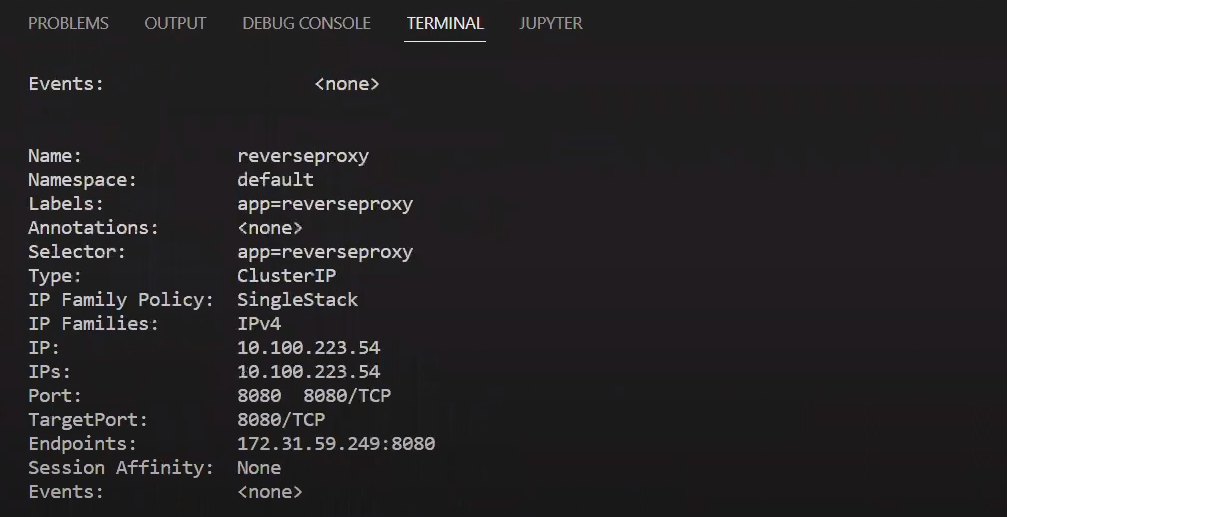 PROBLEMS OUTPUT DEBUG CONSOLE TERMINAL JUPYTER
Events: <none>
Name: reverseproxy
Namespace: default
Labels: app=reverseproxy
Annotations: <none>
Selector: app=reverseproxy
Type: ClusterIP
IP Family Policy: SingleStack
IP Families: IPv4
IP: 10.100.223.54
IPs: 10.100.223.54
Port: 8080 8080/TCP
TargetPort: 8080/TCP
Endpoints: 172.31.59.249:8080
Session Affinity: None
Events: <none>